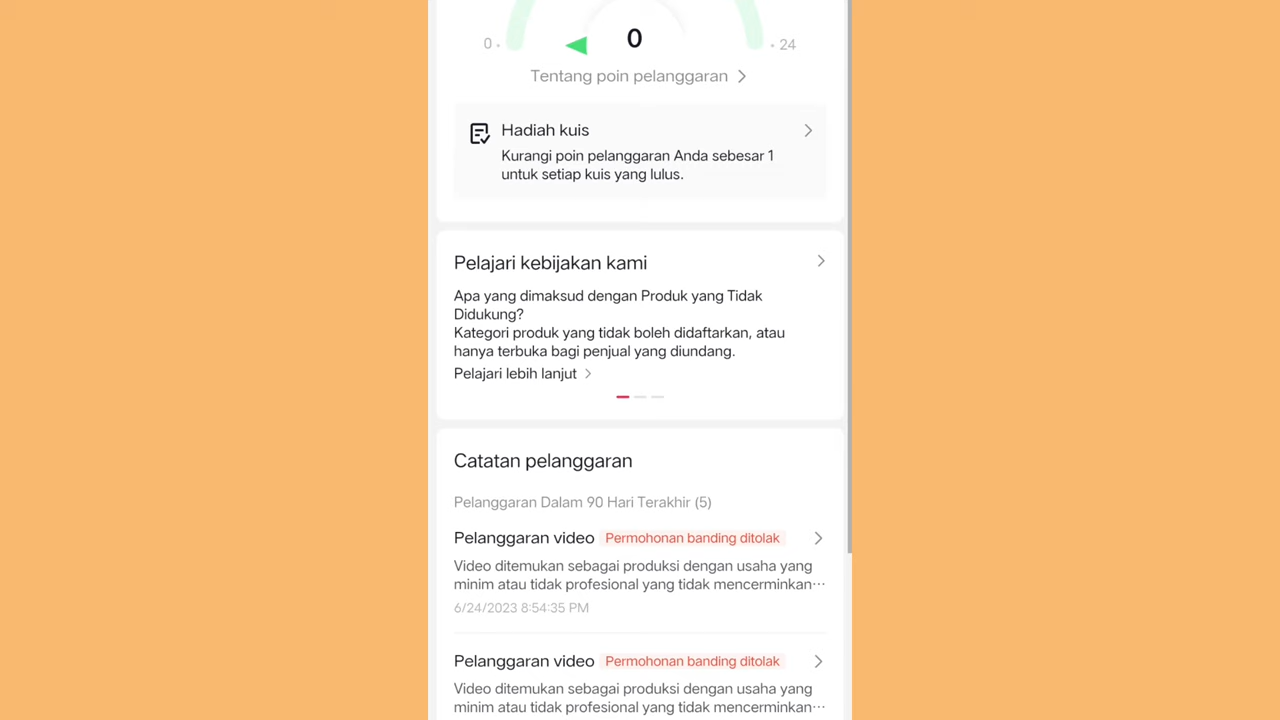 0
0
24
Tentang poin pelanggaran
Hadiah kuis
Kurangi poin pelanggaran Anda sebesar 1
untuk setiap kuis yang lulus.
Pelajari kebijakan kami
Apa yang dimaksud dengan Produk yang Tidak
Didukung?
Kategori produk yang tidak boleh didaftarkan, atau
hanya terbuka bagi penjual yang diundang.
Pelajari lebih lanjut
Catatan pelanggaran
Pelanggaran Dalam 90 Hari Terakhir (5)
Pelanggaran video Permohonan banding ditolak
Video ditemukan sebagai produksi dengan usaha yang
minim atau tidak profesional yang tidak mencerminkan···
6/24/2023 8:54:35 PM
Pelanggaran video Permohonan banding ditolak
Video ditemukan sebagai produksi dengan usaha yang
minim atau tidak profesional yang tidak mencerminkan···